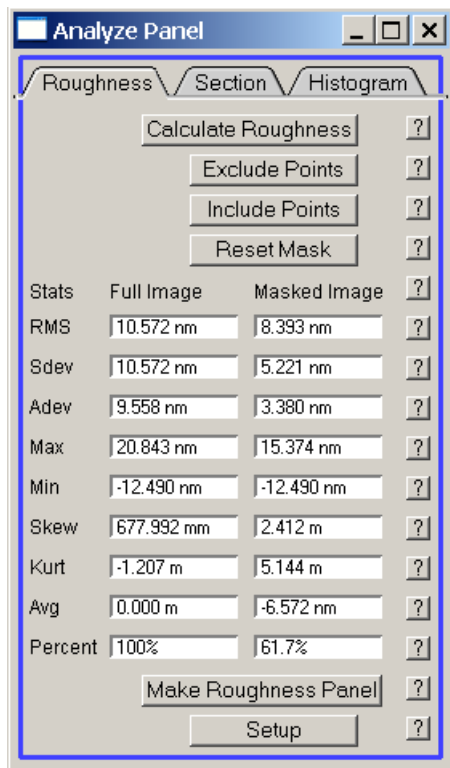 Analyze Panel
Roughness Section Histogram
Calculate Roughness ?
Exclude Points ?
Include Points ?
Reset Mask ?
Stats Full Image Masked Image ?
RMS 10.572 nm 8.393 nm ?
Sdev 10.572 nm 5.221 nm ?
Adev 9.558 nm 3.380 nm ?
Max 20.843 nm 15.374 nm ?
Min -12.490 nm -12.490 nm ?
Skew 677.992 mm 2.412 m ?
Kurt -1.207 m 5.144 m ?
Avg 0.000 m -6.572 nm ?
Percent 100% 61.7% ?
Make Roughness Panel ?
Setup ?